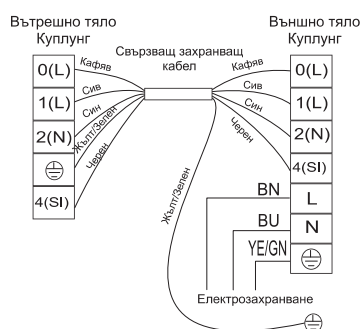 Вътрешно тяло
Куплунг
0(L)
1(L)
2(N)
4(SI)
Кафяв
Сив
Син
Жълт/Зелен
Черен
Свързващ захранващ
кабел
Външно тяло
Куплунг
Кафяв
Сив
Син
Черен
Жълт/Зелен
0(L)
1(L)
2(N)
4(SI)
L
N
BN
BU
YE/GN
Електрозахранване